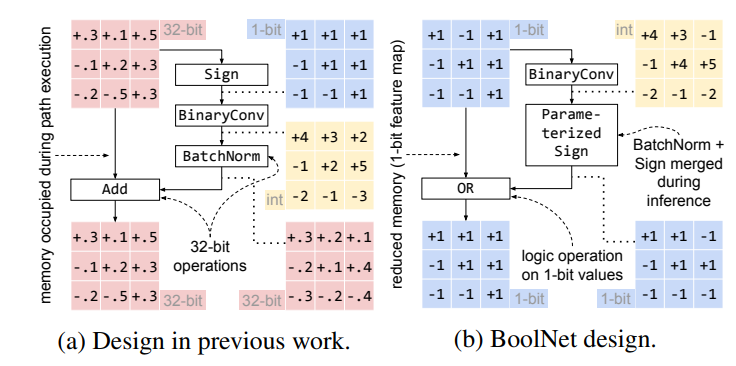 memory occupied during path execution
+.3 +.1 +.5
-.1 +.2 +.3
-.2 -.5 +.3
32-bit
1-bit
+1 +1 +1
-1 +1 +1
-1 -1 +1
Sign
BinaryConv
BatchNorm
+4 +3 +2
-1 +2 +5
-2 -1 -3
int
Add
32-bit
operations
+.3 +.1 +.5
-.1 +.2 +.3
-.2 -.5 +.3
32-bit
32-bit
+.3 +.2 +.1
-.2 +.1 +.4
-.3 -.2 -.4
(a) Design in previous work.
reduced memory (1-bit feature map)
+1 -1 +1
-1 +1 +1
-1 -1 +1
1-bit
int
+4 +3 -1
-1 +4 +5
-2 -1 -2
BinaryConv
Parame-
terized
Sign
BatchNorm +
Sign merged
during
inference
OR
logic operation
on 1-bit values
+1 +1 +1
-1 +1 +1
-1 -1 +1
1-bit
1-bit
+1 +1 -1
-1 +1 +1
-1 -1 -1
(b) BoolNet design.